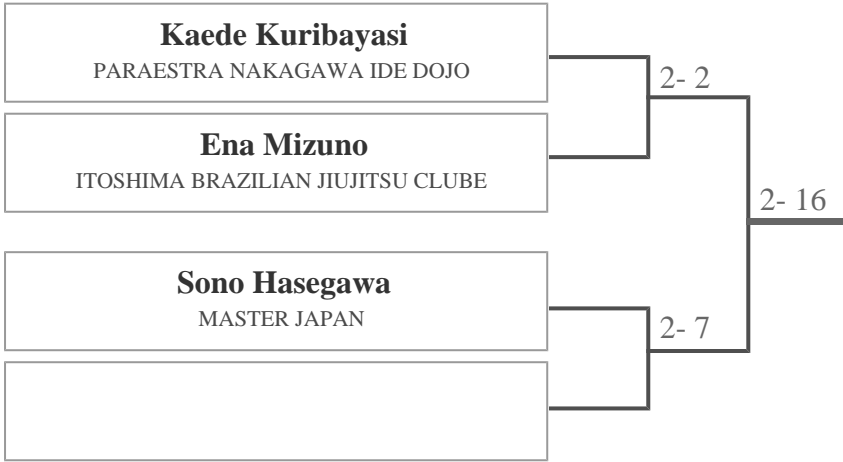 Kaede Kuribayasi
PARAESTRA NAKAGAWA IDE DOJO
2- 2
Ena Mizuno
ITOSHIMA BRAZILIAN JIUJITSU CLUBE
2- 16
Sono Hasegawa
MASTER JAPAN
2- 7